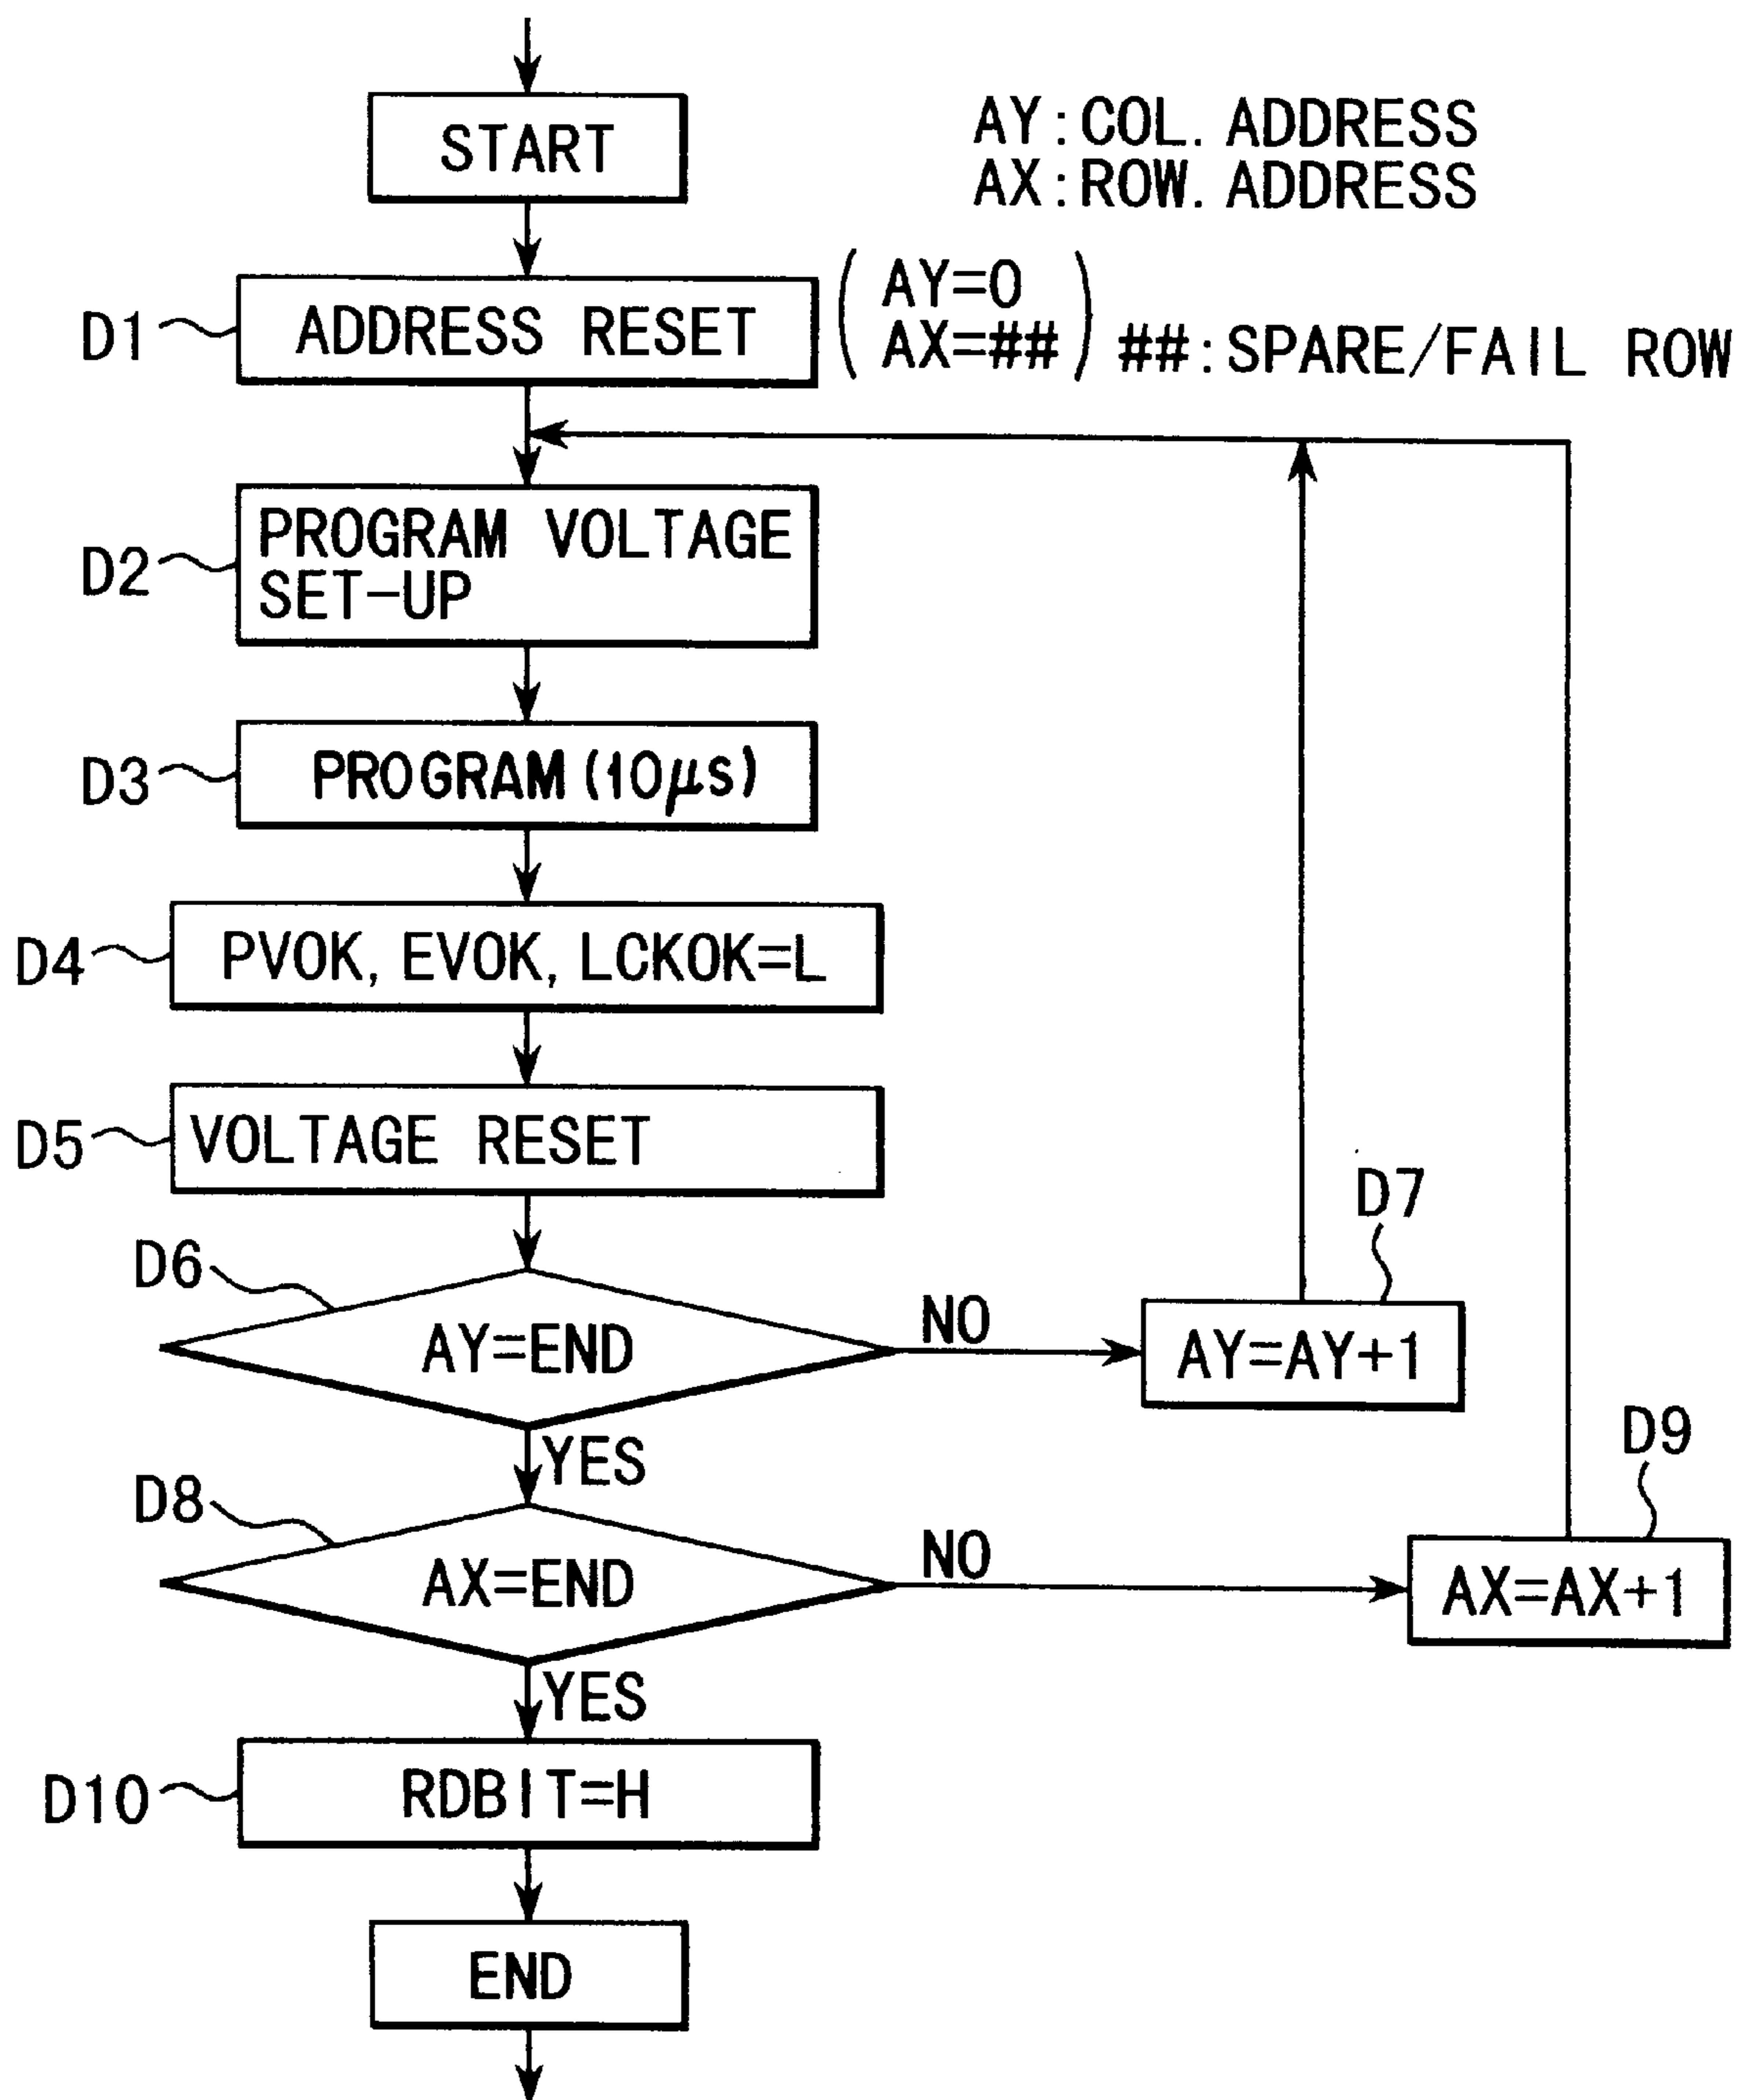 START
AY:COL. ADDRESS
AX:ROW. ADDRESS
D1
ADDRESS RESET
AY=0
AX=##
##:SPARE/FAIL ROW
D2
PROGRAM VOLTAGE
SET-UP
D3
PROGRAM (10μs)
D4
PVOK, EVOK, LCKOK=L
D5
VOLTAGE RESET
D6
AY=END
NO
D7
AY=AY+1
YES
D8
AX=END
NO
D9
AX=AX+1
YES
D10
RDBIT=H
END